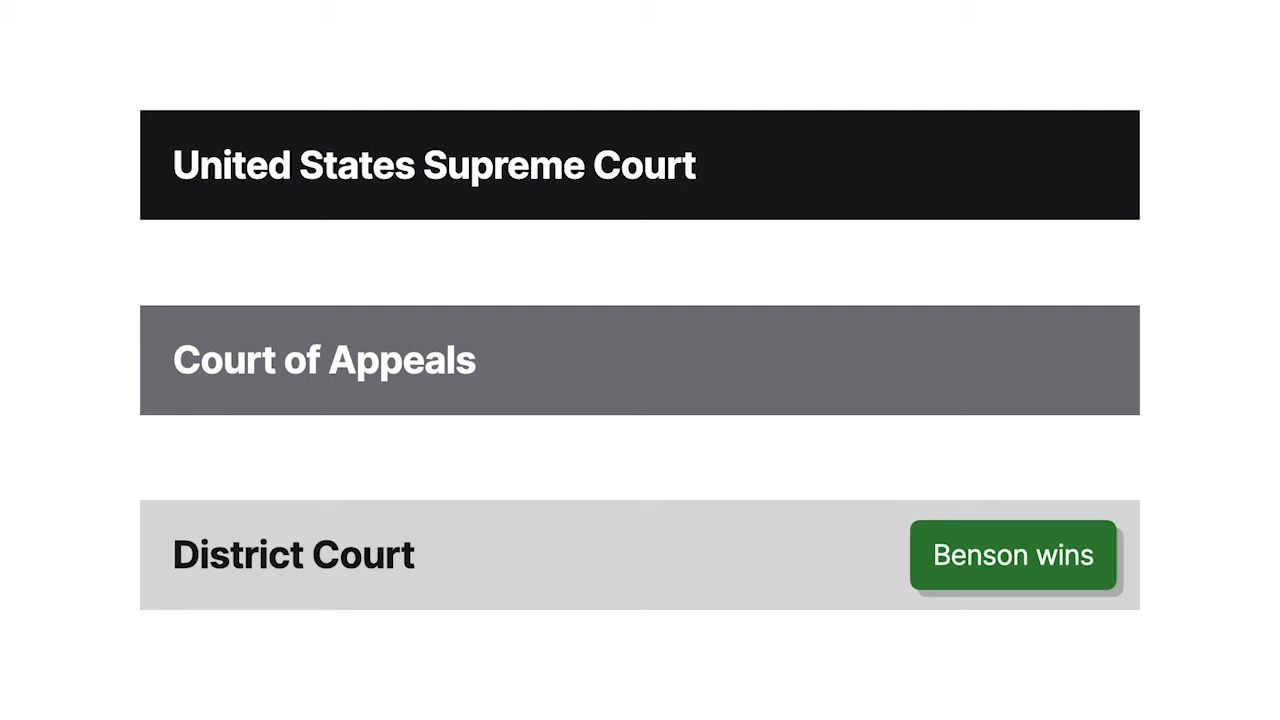 United States Supreme Court
Court of Appeals
District Court
Benson wins